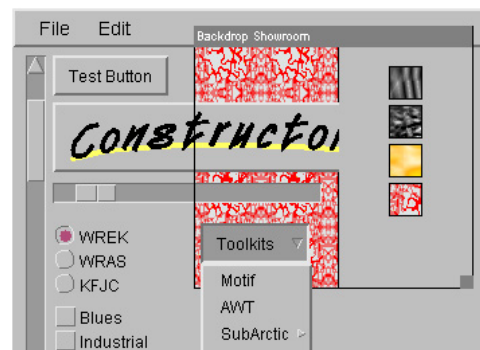 File Edit
Backdrop Showroom
Test Button
Constructor
WREK
WRAS
KFJC
Blues
Industrial
Toolkits
Motif
AWT
SubArctic